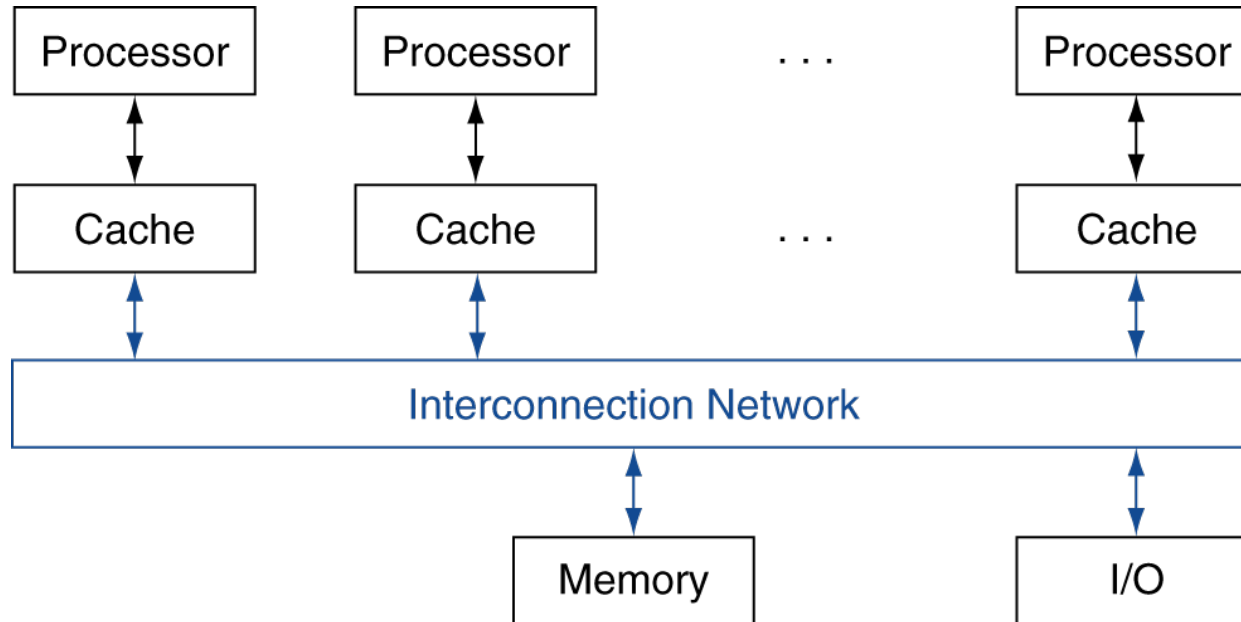 Processor Processor . . . Processor
Cache Cache . . . Cache
Interconnection Network
Memory I/O